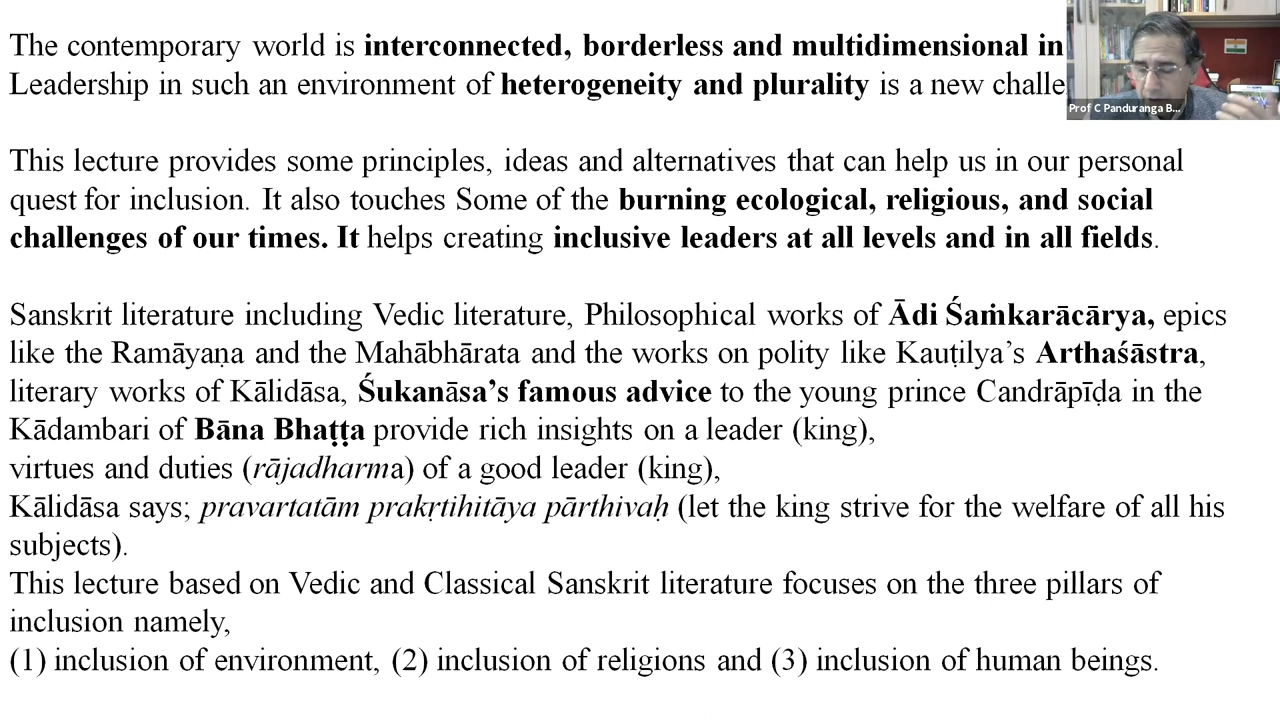 The contemporary world is interconnected, borderless and multidimensional in
Leadership in such an environment of heterogeneity and plurality is a new challe
Prof C Panduranga B...
This lecture provides some principles, ideas and alternatives that can help us in our personal
quest for inclusion. It also touches Some of the burning ecological, religious, and social
challenges of our times. It helps creating inclusive leaders at all levels and in all fields.
Sanskrit literature including Vedic literature, Philosophical works of Ādi Śaṁkarācārya, epics
like the Ramāyaṇa and the Mahābhārata and the works on polity like Kauṭilya’s Arthaśāstra,
literary works of Kālidāsa, Śukanāsa’s famous advice to the young prince Candrāpīḍa in the
Kādambari of Bāna Bhaṭṭa provide rich insights on a leader (king),
virtues and duties (rājadharma) of a good leader (king),
Kālidāsa says; pravartatām prakṛtihitāya pārthivaḥ (let the king strive for the welfare of all his
subjects).
This lecture based on Vedic and Classical Sanskrit literature focuses on the three pillars of
inclusion namely,
(1) inclusion of environment, (2) inclusion of religions and (3) inclusion of human beings.